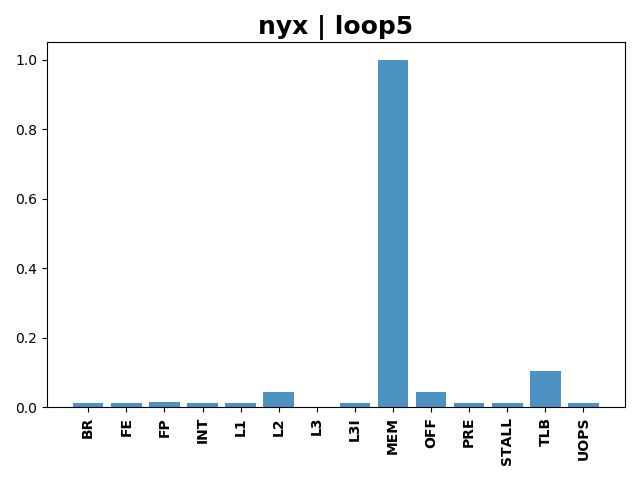 nyx | loop5
1.0
0.8
0.6
0.4
0.2
0.0
BR
FE
FP
INT
L1
L2
L3
L3I
MEM
OFF
PRE
STALL
TLB
UOPS